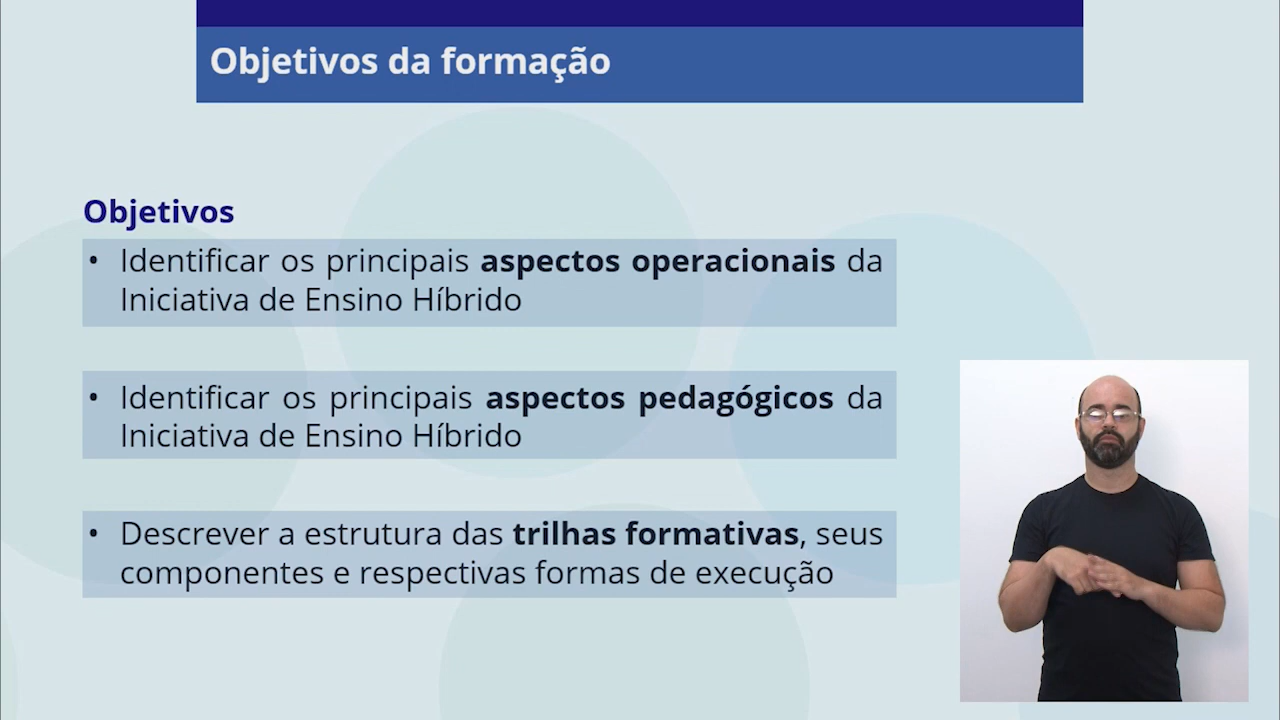 Objetivos da formação
Objetivos
• Identificar os principais aspectos operacionais da
Iniciativa de Ensino Híbrido
• Identificar os principais aspectos pedagógicos da
Iniciativa de Ensino Híbrido
• Descrever a estrutura das trilhas formativas, seus
componentes e respectivas formas de execução